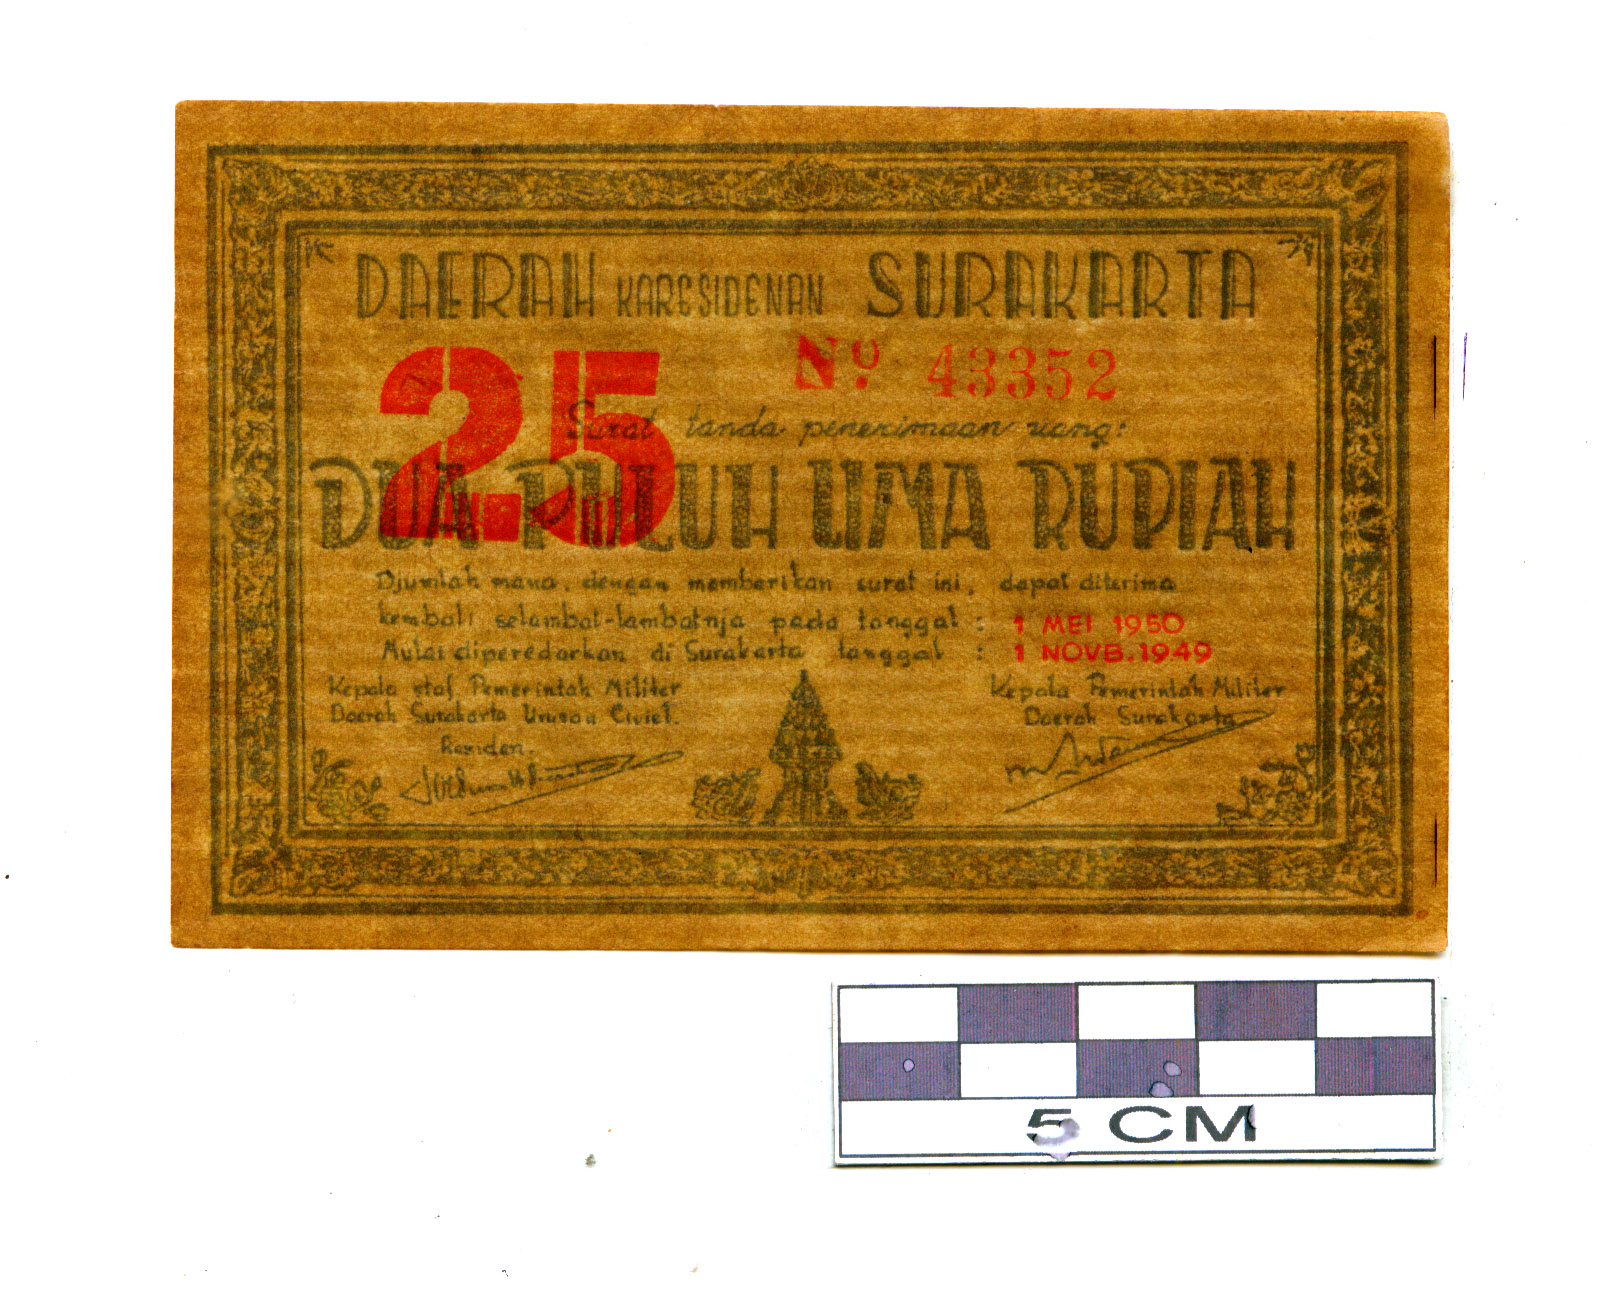 DAERAH KARESIDENAN SURAKARTA
25
No. 43352
Surat tanda penerimaan uang:
DUA PULUH LIMA RUPIAH
Djumlah mana, dengan memberikan surat ini, dapat diterima
kembali selambat-lambatnja pada tanggal : 1 MEI 1950
Mulai diperedarkan di Surakarta tanggal : 1 NOVB. 1949
Kepala staf Pemerintah Militer
Daerah Surakarta Urusan Civiel.
Residen.
Kepala Pemerintah Militer
Daerah Surakarta
5 CM